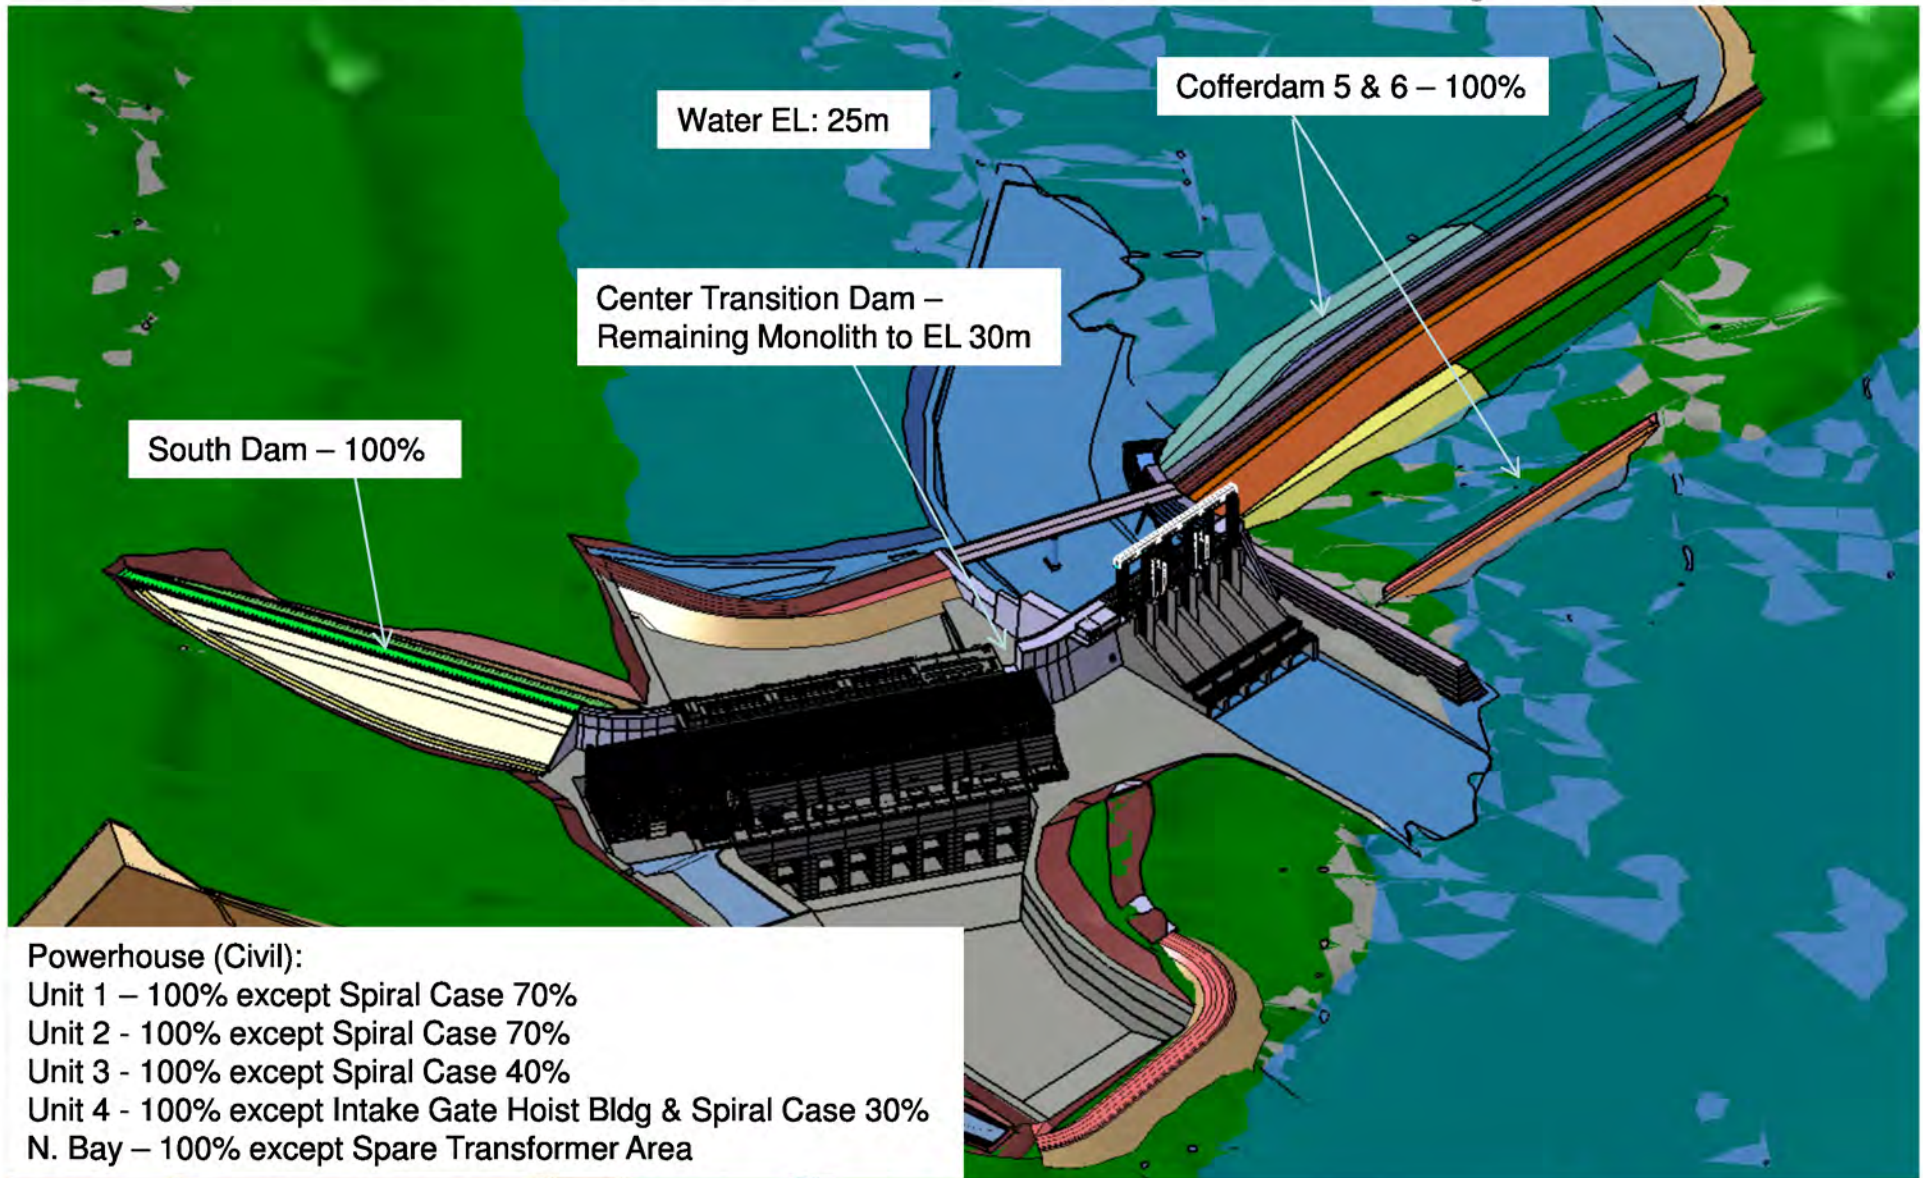 Water EL: 25m
Cofferdam 5 & 6 – 100%
Center Transition Dam –
Remaining Monolith to EL 30m
South Dam – 100%
Powerhouse (Civil):
Unit 1 – 100% except Spiral Case 70%
Unit 2 - 100% except Spiral Case 70%
Unit 3 - 100% except Spiral Case 40%
Unit 4 - 100% except Intake Gate Hoist Bldg & Spiral Case 30%
N. Bay – 100% except Spare Transformer Area